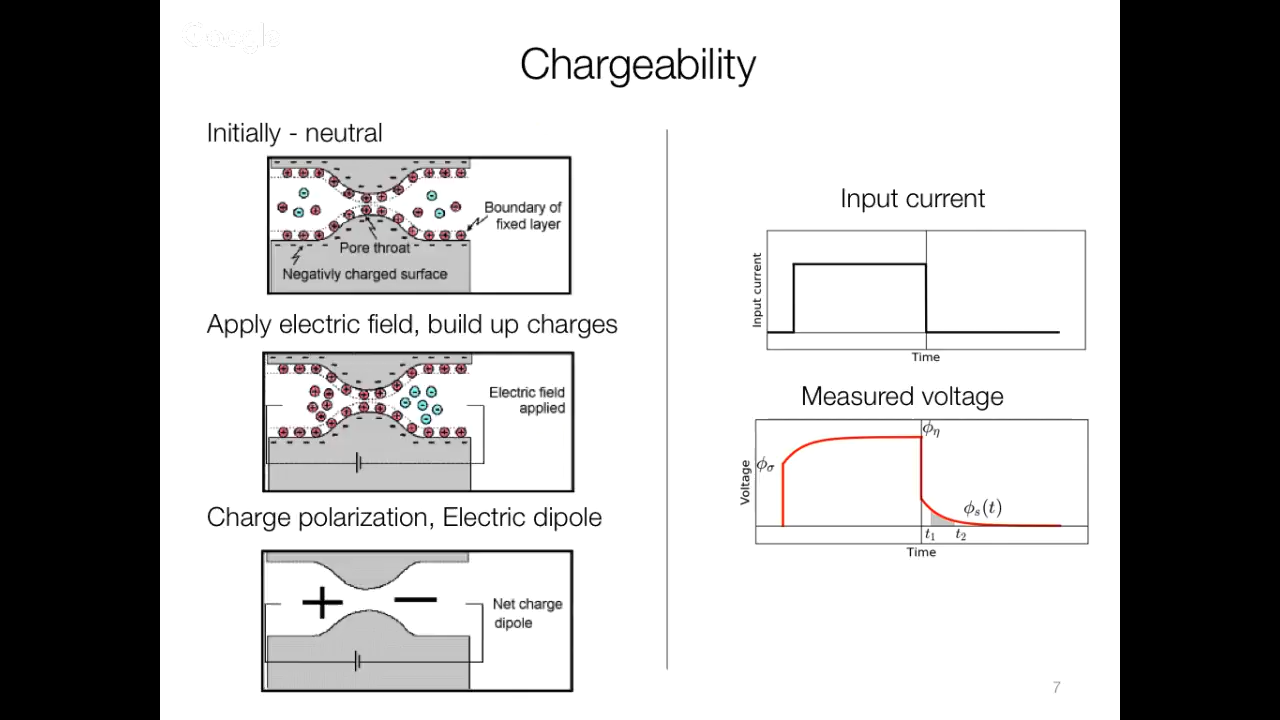 Google
Chargeability
Initially - neutral
Boundary of
fixed layer
Pore throat
Negativly charged surface
Apply electric field, build up charges
Electric field
applied
Charge polarization, Electric dipole
Net charge
dipole
Input current
Input current
Time
Measured voltage
Voltage
ϕσ
ϕη
ϕs(t)
t1 t2
Time
7